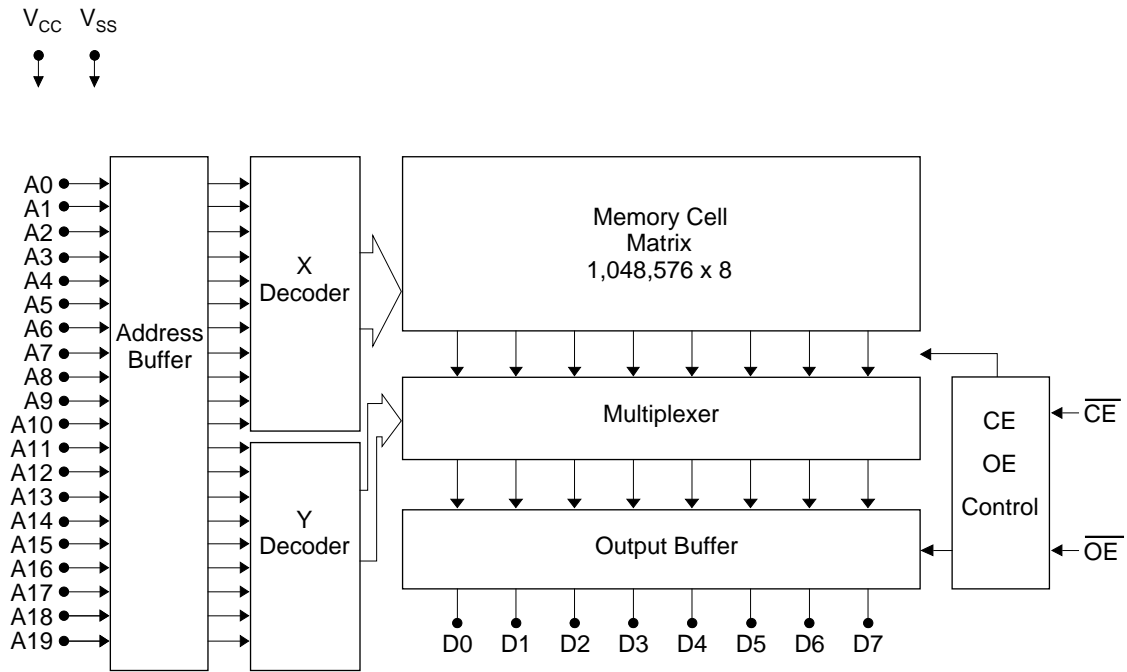 VCC VSS
A0
A1
A2
A3
A4
A5
A6
A7
A8
A9
A10
A11
A12
A13
A14
A15
A16
A17
A18
A19
Address
Buffer
X
Decoder
Y
Decoder
Memory Cell
Matrix
1,048,576 x 8
Multiplexer
Output Buffer
D0 D1 D2 D3 D4 D5 D6 D7
CE
OE
Control
C̅E̅
O̅E̅